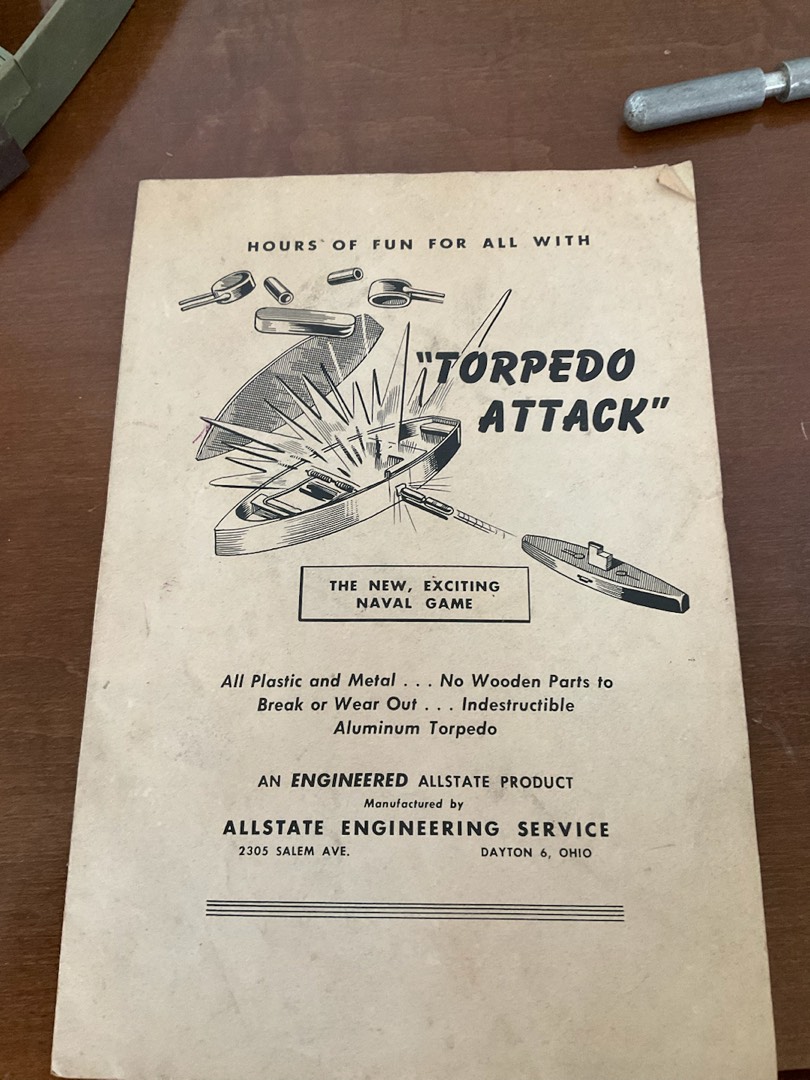 HOURS OF FUN FOR ALL WITH
"TORPEDO
ATTACK"
THE NEW, EXCITING
NAVAL GAME
All Plastic and Metal . . . No Wooden Parts to
Break or Wear Out . . . Indestructible
Aluminum Torpedo
AN ENGINEERED ALLSTATE PRODUCT
Manufactured by
ALLSTATE ENGINEERING SERVICE
2305 SALEM AVE. DAYTON 6, OHIO